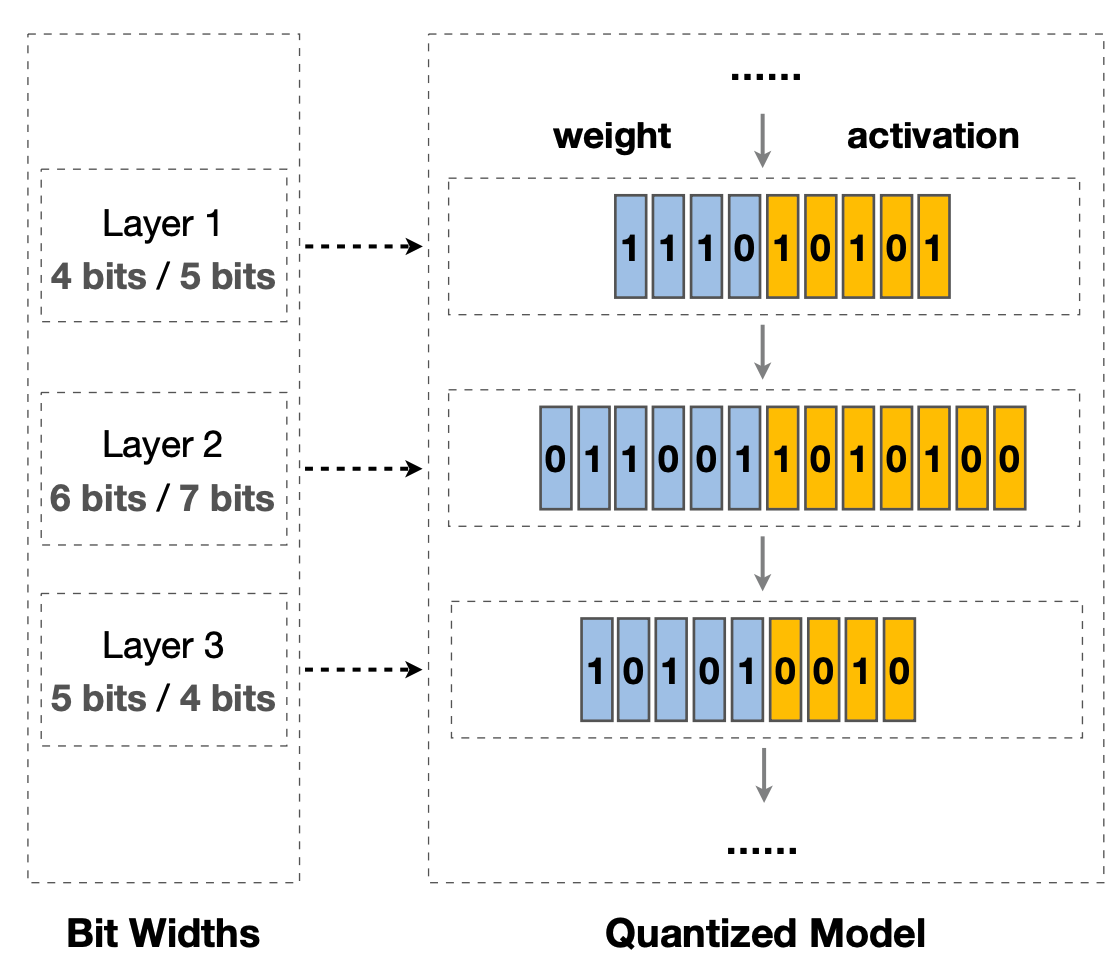 ......
weight activation
Layer 1
4 bits / 5 bits
1 1 1 0 1 0 1 0 1
Layer 2
6 bits / 7 bits
0 1 1 0 0 1 1 0 1 0 1 0 0
Layer 3
5 bits / 4 bits
1 0 1 0 1 0 0 1 0
......
Bit Widths
Quantized Model